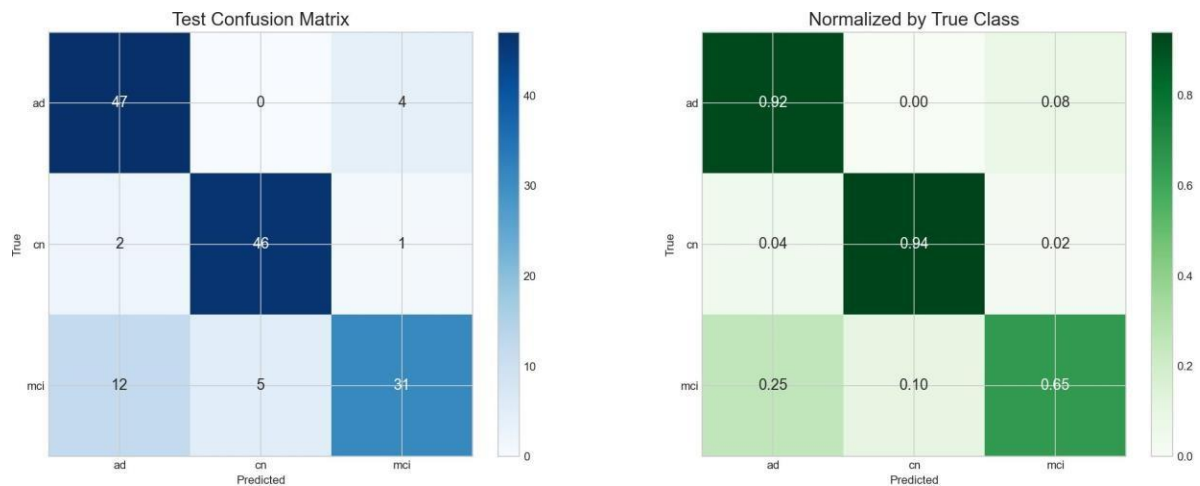 Test Confusion Matrix
True
ad 47 0 4
cn 2 46 1
mci 12 5 31
ad cn mci
Predicted
40
30
20
10
0
Normalized by True Class
True
ad 0.92 0.00 0.08
cn 0.04 0.94 0.02
mci 0.25 0.10 0.65
ad cn mci
Predicted
0.8
0.6
0.4
0.2
0.0